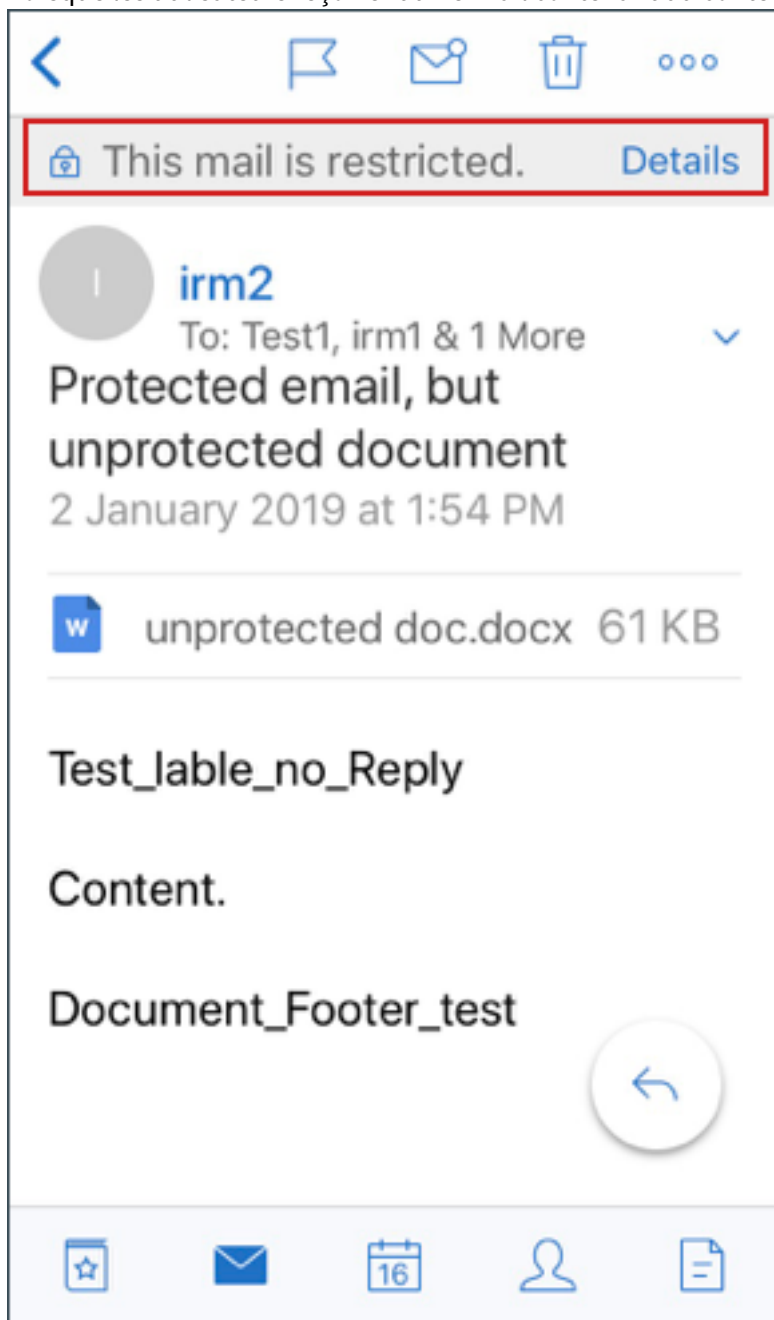 This mail is restricted. Details
I
irm2
To: Test1, irm1 & 1 More
Protected email, but
unprotected document
2 January 2019 at 1:54 PM
W unprotected doc.docx 61 KB
Test_lable_no_Reply
Content.
Document_Footer_test
16